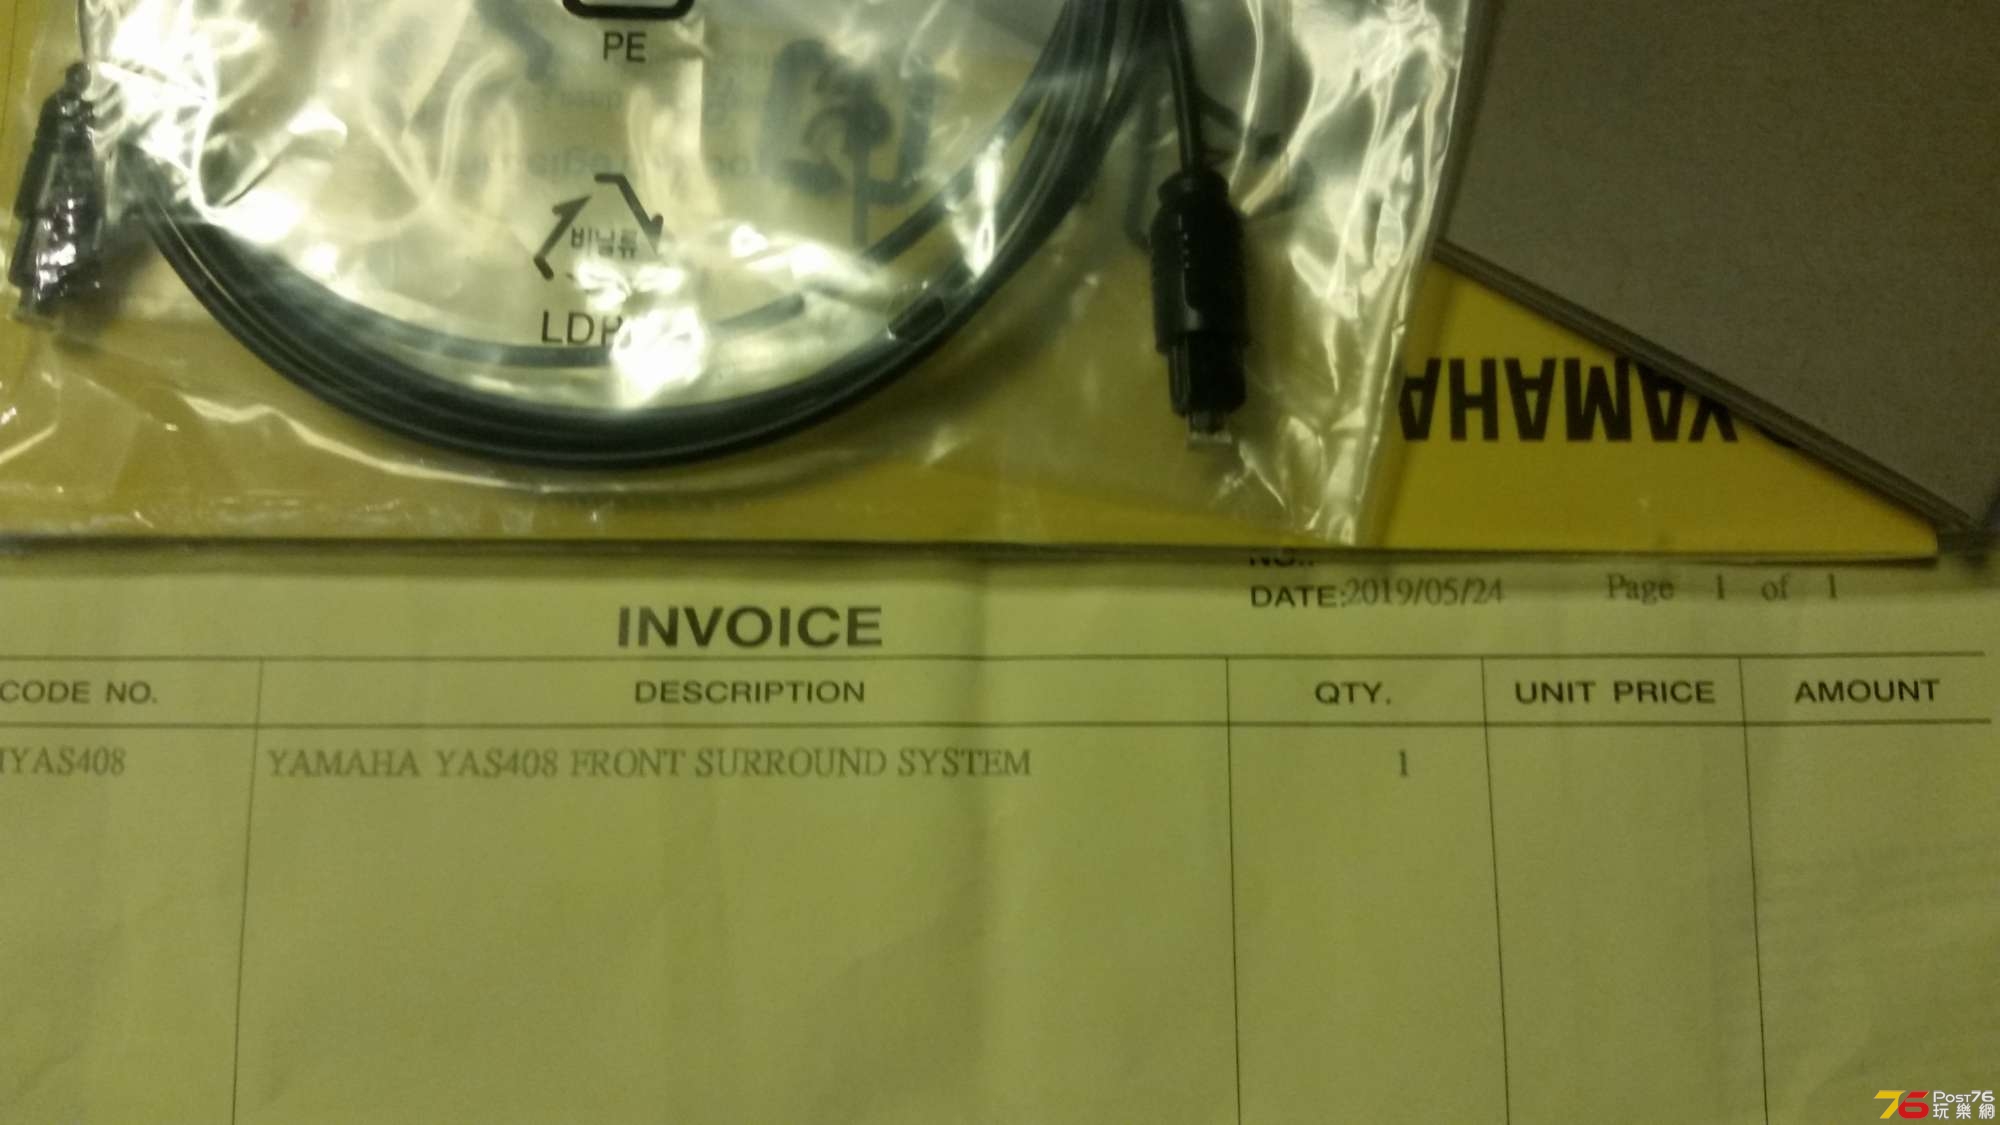 PE
비닐류
YAMAHA
DATE:2019/05/24 Page 1 of 1
INVOICE
CODE NO. DESCRIPTION QTY. UNIT PRICE AMOUNT
YAS408 YAMAHA YAS408 FRONT SURROUND SYSTEM 1
76 Post76
玩樂網